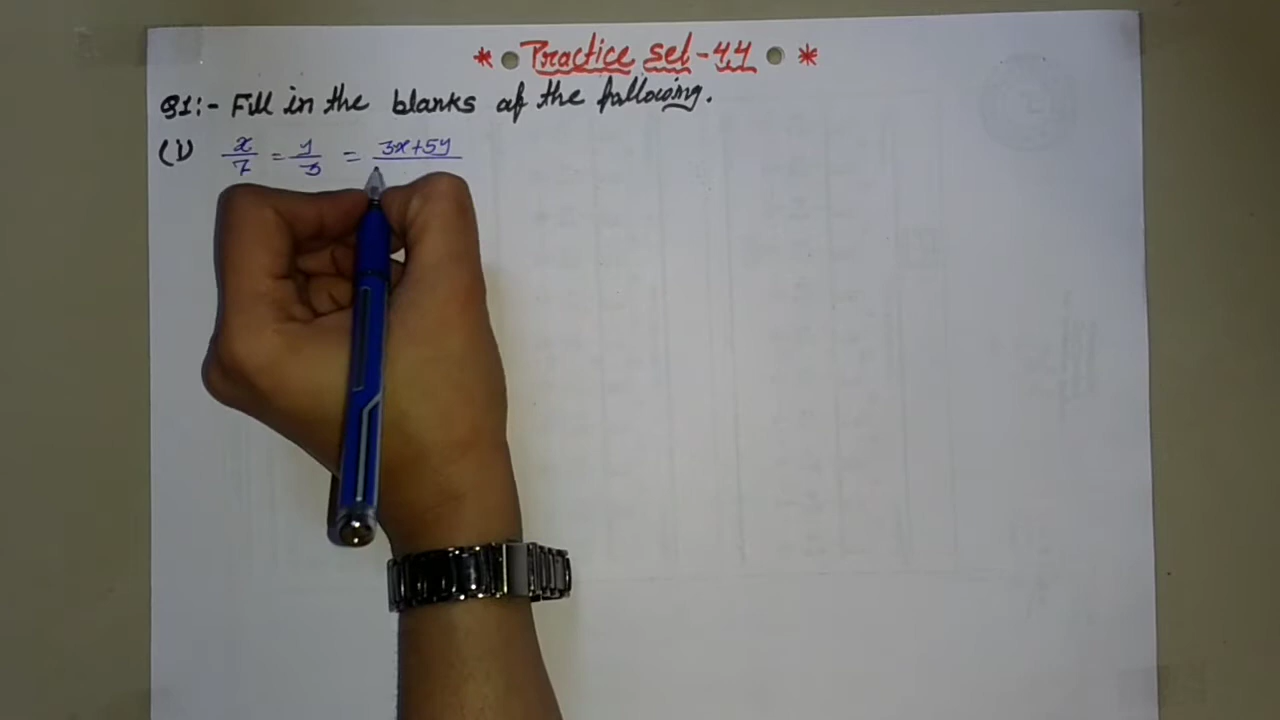 * • Practice set - 44 • *
Q1:- Fill in the blanks of the following.
(1) x/7 = y/3 = 3x+5y/